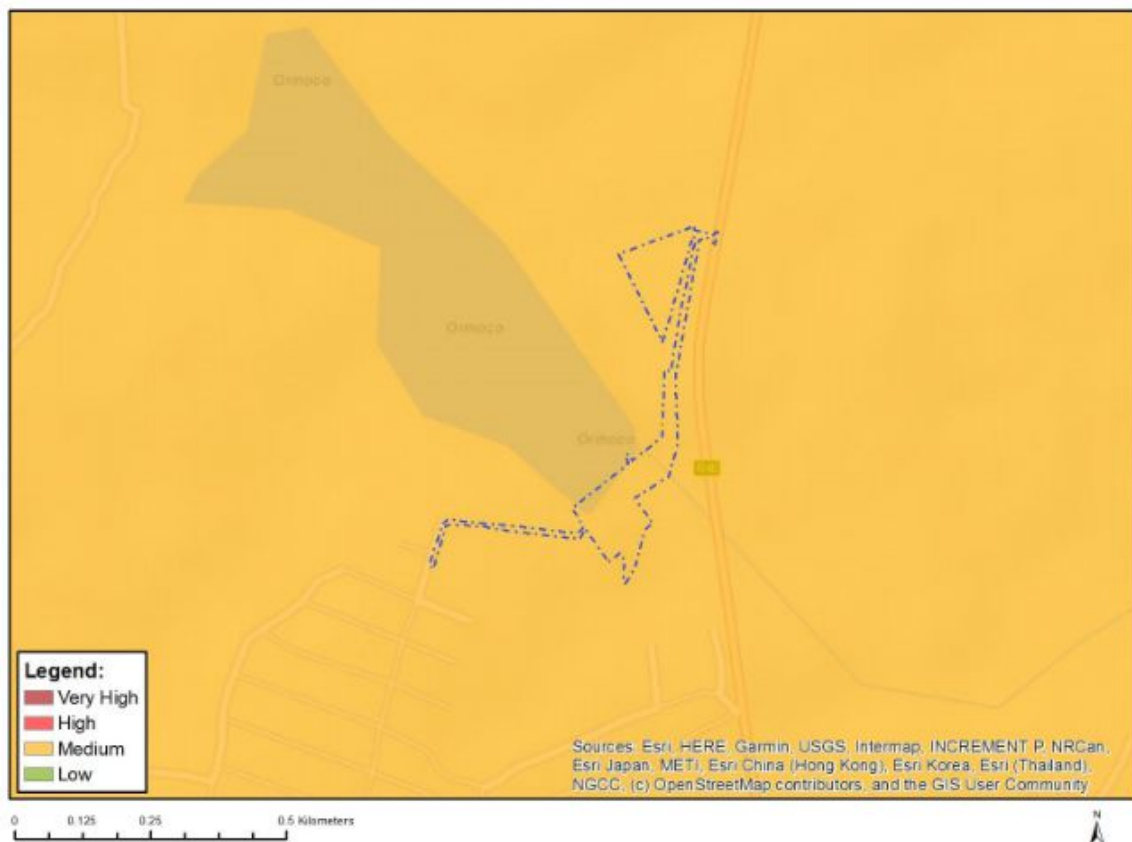 Orinoco
Orinoco
Orinoco
Legend:
Very High
High
Medium
Low
Sources: Esri, HERE, Garmin, USGS, Intermap, INCREMENT P, NRCan,
Esri Japan, METI, Esri China (Hong Kong), Esri Korea, Esri (Thailand),
NGCC, (c) OpenStreetMap contributors, and the GIS User Community
0 0.125 0.25 0.5 Kilometers
N